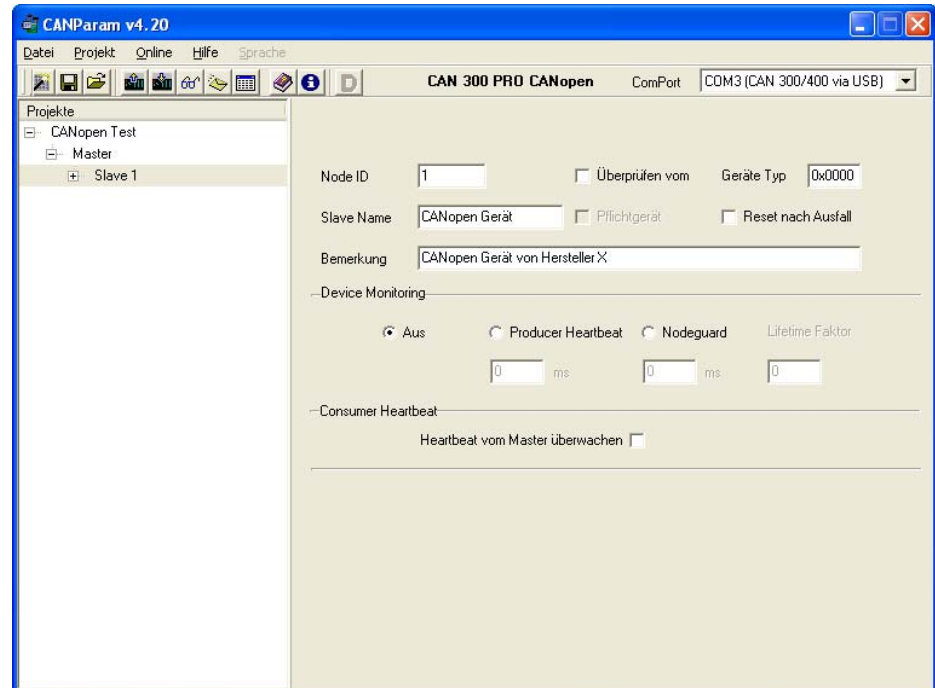 CANParam v4.20
Datei Projekt Online Hilfe Sprache
D CAN 300 PRO CANopen ComPort COM3 (CAN 300/400 via USB)
Projekte
CANopen Test
Master
Slave 1
Node ID 1 Überprüfen vom Geräte Typ 0x0000
Slave Name CANopen Gerät Pflichtgerät Reset nach Ausfall
Bemerkung CANopen Gerät von Hersteller X
Device Monitoring
Aus Producer Heartbeat Nodeguard Lifetime Faktor
0 ms 0 ms 0
Consumer Heartbeat
Heartbeat vom Master überwachen